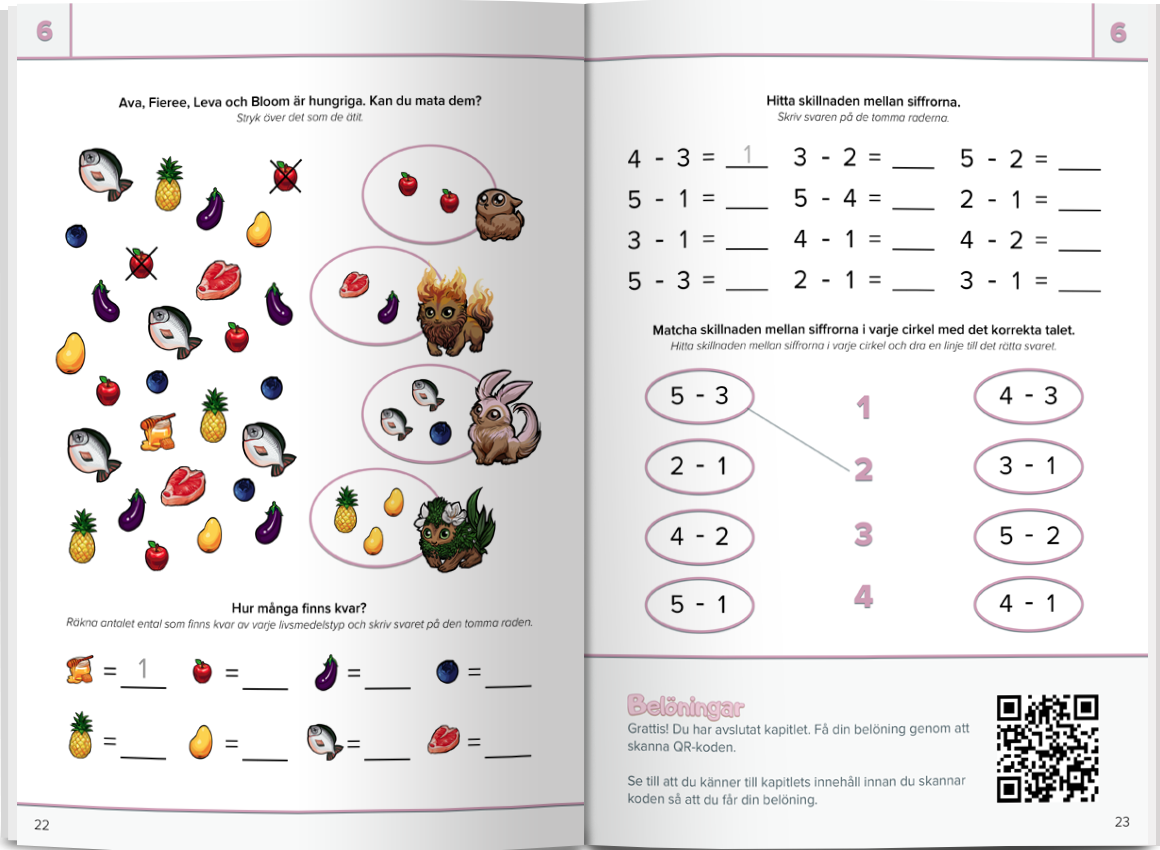 6
Ava, Fieree, Leva och Bloom är hungriga. Kan du mata dem?
Stryk över det som de ätit.
Hur många finns kvar?
Räkna antalet ental som finns kvar av varje livsmedelstyp och skriv svaret på den tomma raden.
= 1 = ___ = ___ = ___
= ___ = ___ = ___ = ___
22
6
Hitta skillnaden mellan siffrorna.
Skriv svaren på de tomma raderna.
4 - 3 = 1 3 - 2 = ___ 5 - 2 = ___
5 - 1 = ___ 5 - 4 = ___ 2 - 1 = ___
3 - 1 = ___ 4 - 1 = ___ 4 - 2 = ___
5 - 3 = ___ 2 - 1 = ___ 3 - 1 = ___
Matcha skillnaden mellan siffrorna i varje cirkel med det korrekta talet.
Hitta skillnaden mellan siffrorna i varje cirkel och dra en linje till det rätta svaret.
5 - 3 1 4 - 3
2 - 1 2 3 - 1
4 - 2 3 5 - 2
5 - 1 4 4 - 1
Belöningar
Grattis! Du har avslutat kapitlet. Få din belöning genom att
skanna QR-koden.
Se till att du känner till kapitlets innehåll innan du skannar
koden så att du får din belöning.
23